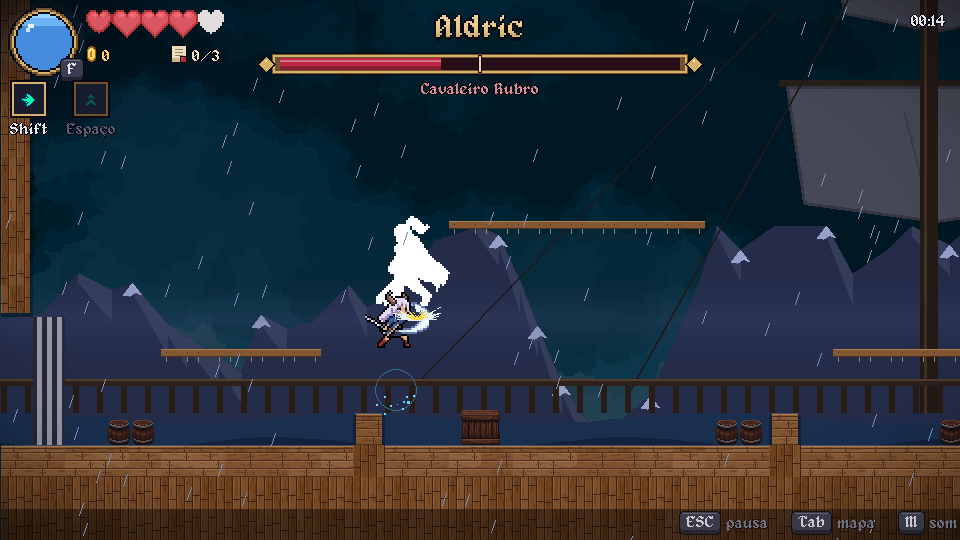 Aldric
00:14
0
0/3
F
Cavaleiro Rubro
Shift
Espaço
ESC pausa
Tab mapa
M som